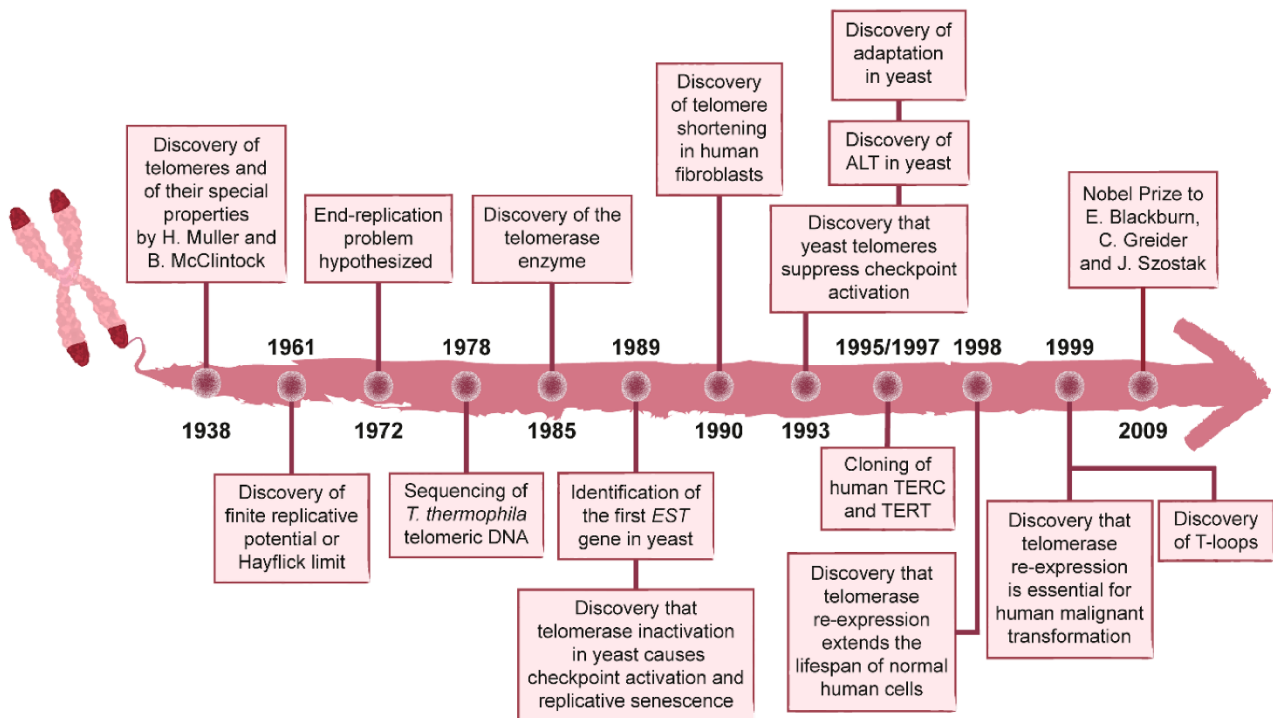 Discovery of
telomeres and
of their special
properties
by H. Muller and
B. McClintock
End-replication
problem
hypothesized
Discovery of the
telomerase
enzyme
Discovery
of telomere
shortening
in human
fibroblasts
Discovery of
adaptation
in yeast
Discovery of
ALT in yeast
Discovery that
yeast telomeres
suppress checkpoint
activation
Nobel Prize to
E. Blackburn,
C. Greider
and J. Szostak
1961
1978
1989
1995/1997
1998
1999
1938
1972
1985
1990
1993
2009
Discovery of
finite replicative
potential or
Hayflick limit
Sequencing of
T. thermophila
telomeric DNA
Identification of
the first EST
gene in yeast
Discovery that
telomerase inactivation
in yeast causes
checkpoint activation and
replicative senescence
Cloning of
human TERC
and TERT
Discovery that
telomerase
re-expression
extends the
lifespan of normal
human cells
Discovery that
telomerase
re-expression
is essential for
human malignant
transformation
Discovery
of T-loops